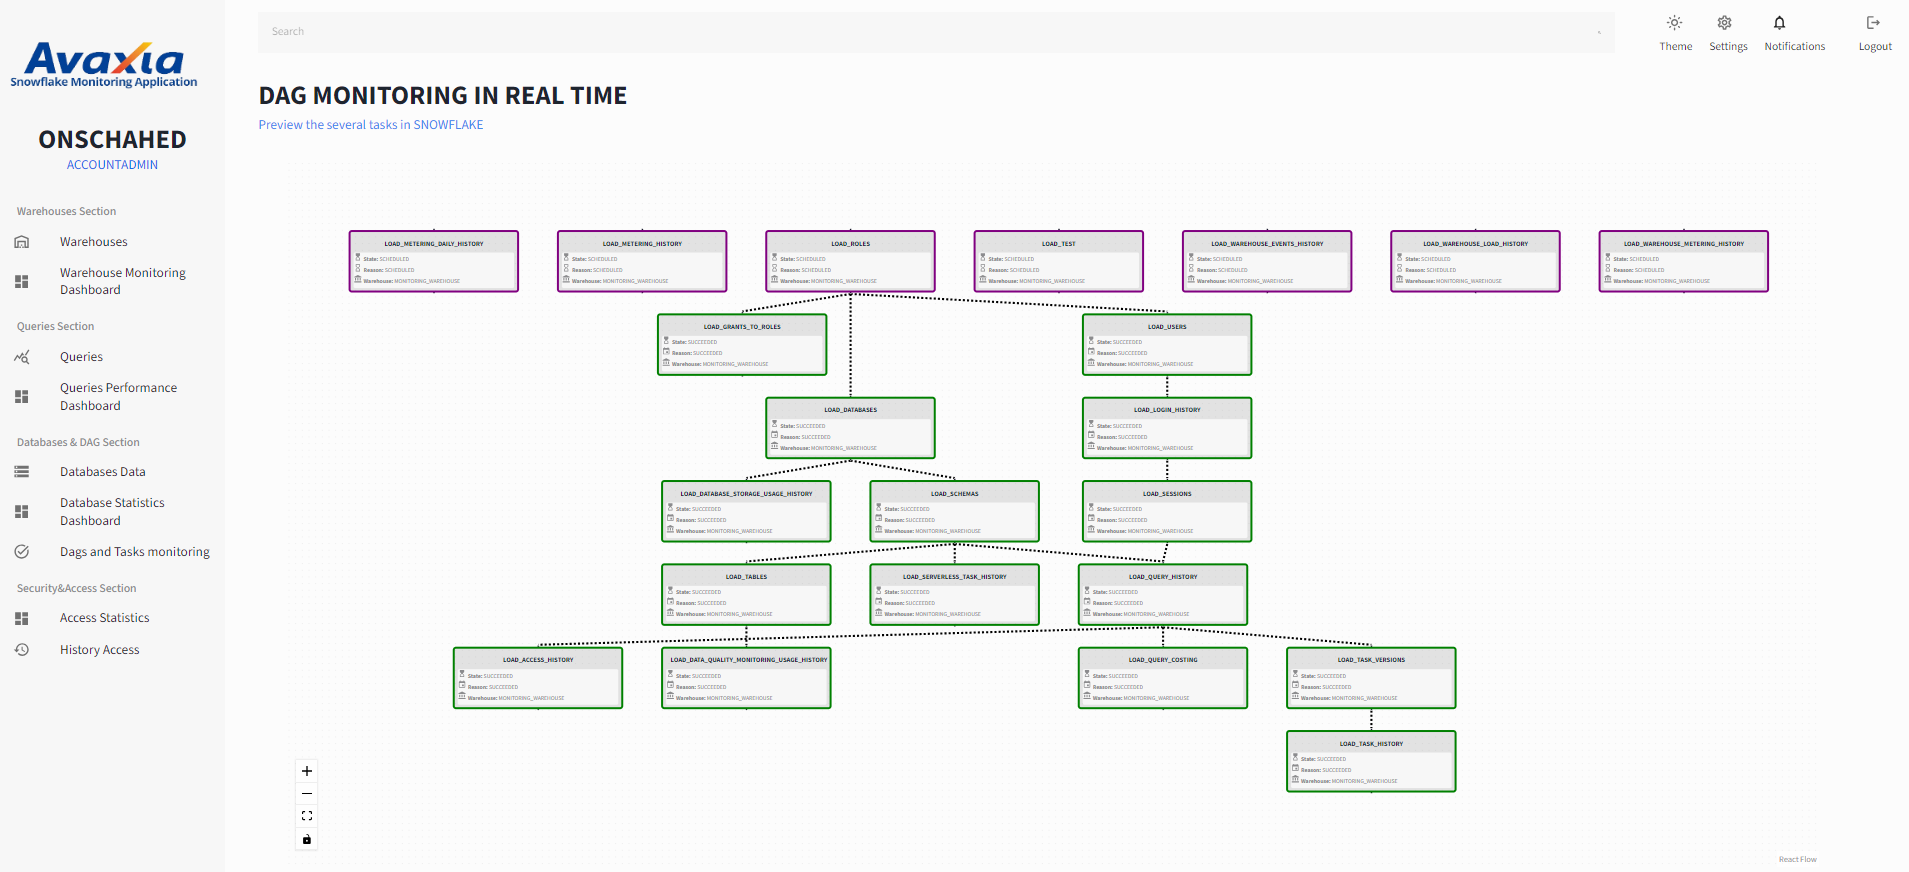 Avaxia
Snowflake Monitoring Application
ONSCHAHED
ACCOUNTADMIN
Warehouses Section
Warehouses
Warehouse Monitoring
Dashboard
Queries Section
Queries
Queries Performance
Dashboard
Databases & DAG Section
Databases Data
Database Statistics
Dashboard
Dags and Tasks monitoring
Security&Access Section
Access Statistics
History Access
Search
Theme
Settings
Notifications
Logout
DAG MONITORING IN REAL TIME
Preview the several tasks in SNOWFLAKE
LOAD_METERING_DAILY_HISTORY
State: SCHEDULED
Reason: SCHEDULED
Warehouse: MONITORING_WAREHOUSE
LOAD_METERING_HISTORY
State: SCHEDULED
Reason: SCHEDULED
Warehouse: MONITORING_WAREHOUSE
LOAD_ROLES
State: SCHEDULED
Reason: SCHEDULED
Warehouse: MONITORING_WAREHOUSE
LOAD_TEST
State: SCHEDULED
Reason: SCHEDULED
Warehouse: MONITORING_WAREHOUSE
LOAD_WAREHOUSE_EVENTS_HISTORY
State: SCHEDULED
Reason: SCHEDULED
Warehouse: MONITORING_WAREHOUSE
LOAD_WAREHOUSE_LOAD_HISTORY
State: SCHEDULED
Reason: SCHEDULED
Warehouse: MONITORING_WAREHOUSE
LOAD_WAREHOUSE_METERING_HISTORY
State: SCHEDULED
Reason: SCHEDULED
Warehouse: MONITORING_WAREHOUSE
LOAD_GRANTS_TO_ROLES
State: SUCCEEDED
Reason: SUCCEEDED
Warehouse: MONITORING_WAREHOUSE
LOAD_USERS
State: SUCCEEDED
Reason: SUCCEEDED
Warehouse: MONITORING_WAREHOUSE
LOAD_DATABASES
State: SUCCEEDED
Reason: SUCCEEDED
Warehouse: MONITORING_WAREHOUSE
LOAD_LOGIN_HISTORY
State: SUCCEEDED
Reason: SUCCEEDED
Warehouse: MONITORING_WAREHOUSE
LOAD_DATABASE_STORAGE_USAGE_HISTORY
State: SUCCEEDED
Reason: SUCCEEDED
Warehouse: MONITORING_WAREHOUSE
LOAD_SCHEMAS
State: SUCCEEDED
Reason: SUCCEEDED
Warehouse: MONITORING_WAREHOUSE
LOAD_SESSIONS
State: SUCCEEDED
Reason: SUCCEEDED
Warehouse: MONITORING_WAREHOUSE
LOAD_TABLES
State: SUCCEEDED
Reason: SUCCEEDED
Warehouse: MONITORING_WAREHOUSE
LOAD_SERVERLESS_TASK_HISTORY
State: SUCCEEDED
Reason: SUCCEEDED
Warehouse: MONITORING_WAREHOUSE
LOAD_QUERY_HISTORY
State: SUCCEEDED
Reason: SUCCEEDED
Warehouse: MONITORING_WAREHOUSE
LOAD_ACCESS_HISTORY
State: SUCCEEDED
Reason: SUCCEEDED
Warehouse: MONITORING_WAREHOUSE
LOAD_DATA_QUALITY_MONITORING_USAGE_HISTORY
State: SUCCEEDED
Reason: SUCCEEDED
Warehouse: MONITORING_WAREHOUSE
LOAD_QUERY_COSTING
State: SUCCEEDED
Reason: SUCCEEDED
Warehouse: MONITORING_WAREHOUSE
LOAD_TASK_VERSIONS
State: SUCCEEDED
Reason: SUCCEEDED
Warehouse: MONITORING_WAREHOUSE
LOAD_TASK_HISTORY
State: SUCCEEDED
Reason: SUCCEEDED
Warehouse: MONITORING_WAREHOUSE
React Flow